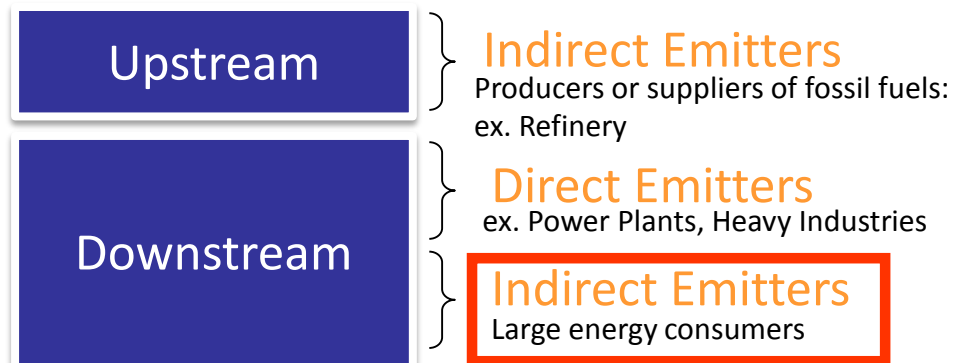 Upstream
Indirect Emitters
Producers or suppliers of fossil fuels:
ex. Refinery
Downstream
Direct Emitters
ex. Power Plants, Heavy Industries
Indirect Emitters
Large energy consumers